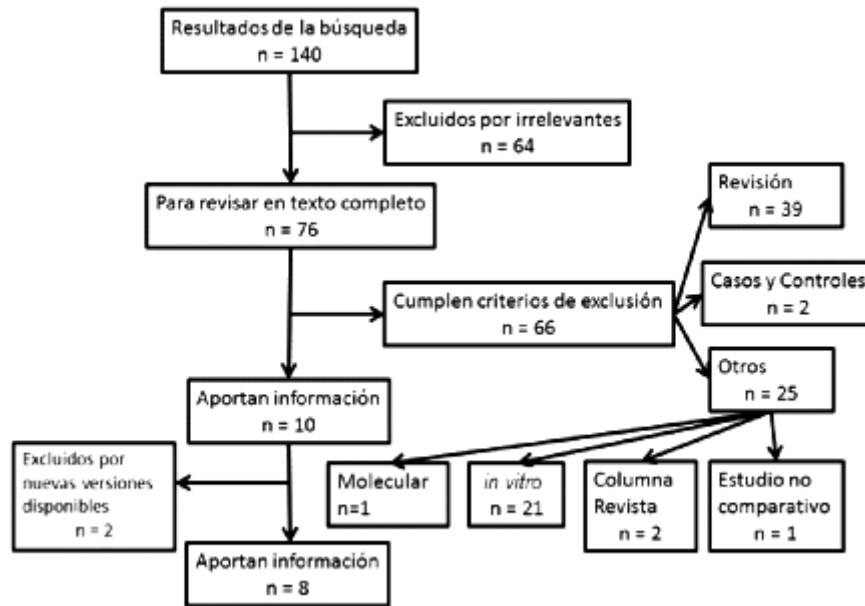 Resultados de la búsqueda
n = 140
Excluidos por irrelevantes
n = 64
Para revisar en texto completo
n = 76
Revisión
n = 39
Cumplen criterios de exclusión
n = 66
Casos y Controles
n = 2
Otros
n = 25
Aportan información
n = 10
Excluidos por
nuevas versiones
disponibles
n = 2
Molecular
n=1
in vitro
n = 21
Columna
Revista
n = 2
Estudio no
comparativo
n = 1
Aportan información
n = 8